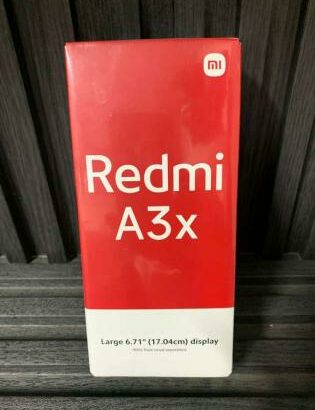 mi
Redmi
A3x
Large 6.71" (17.04cm) display